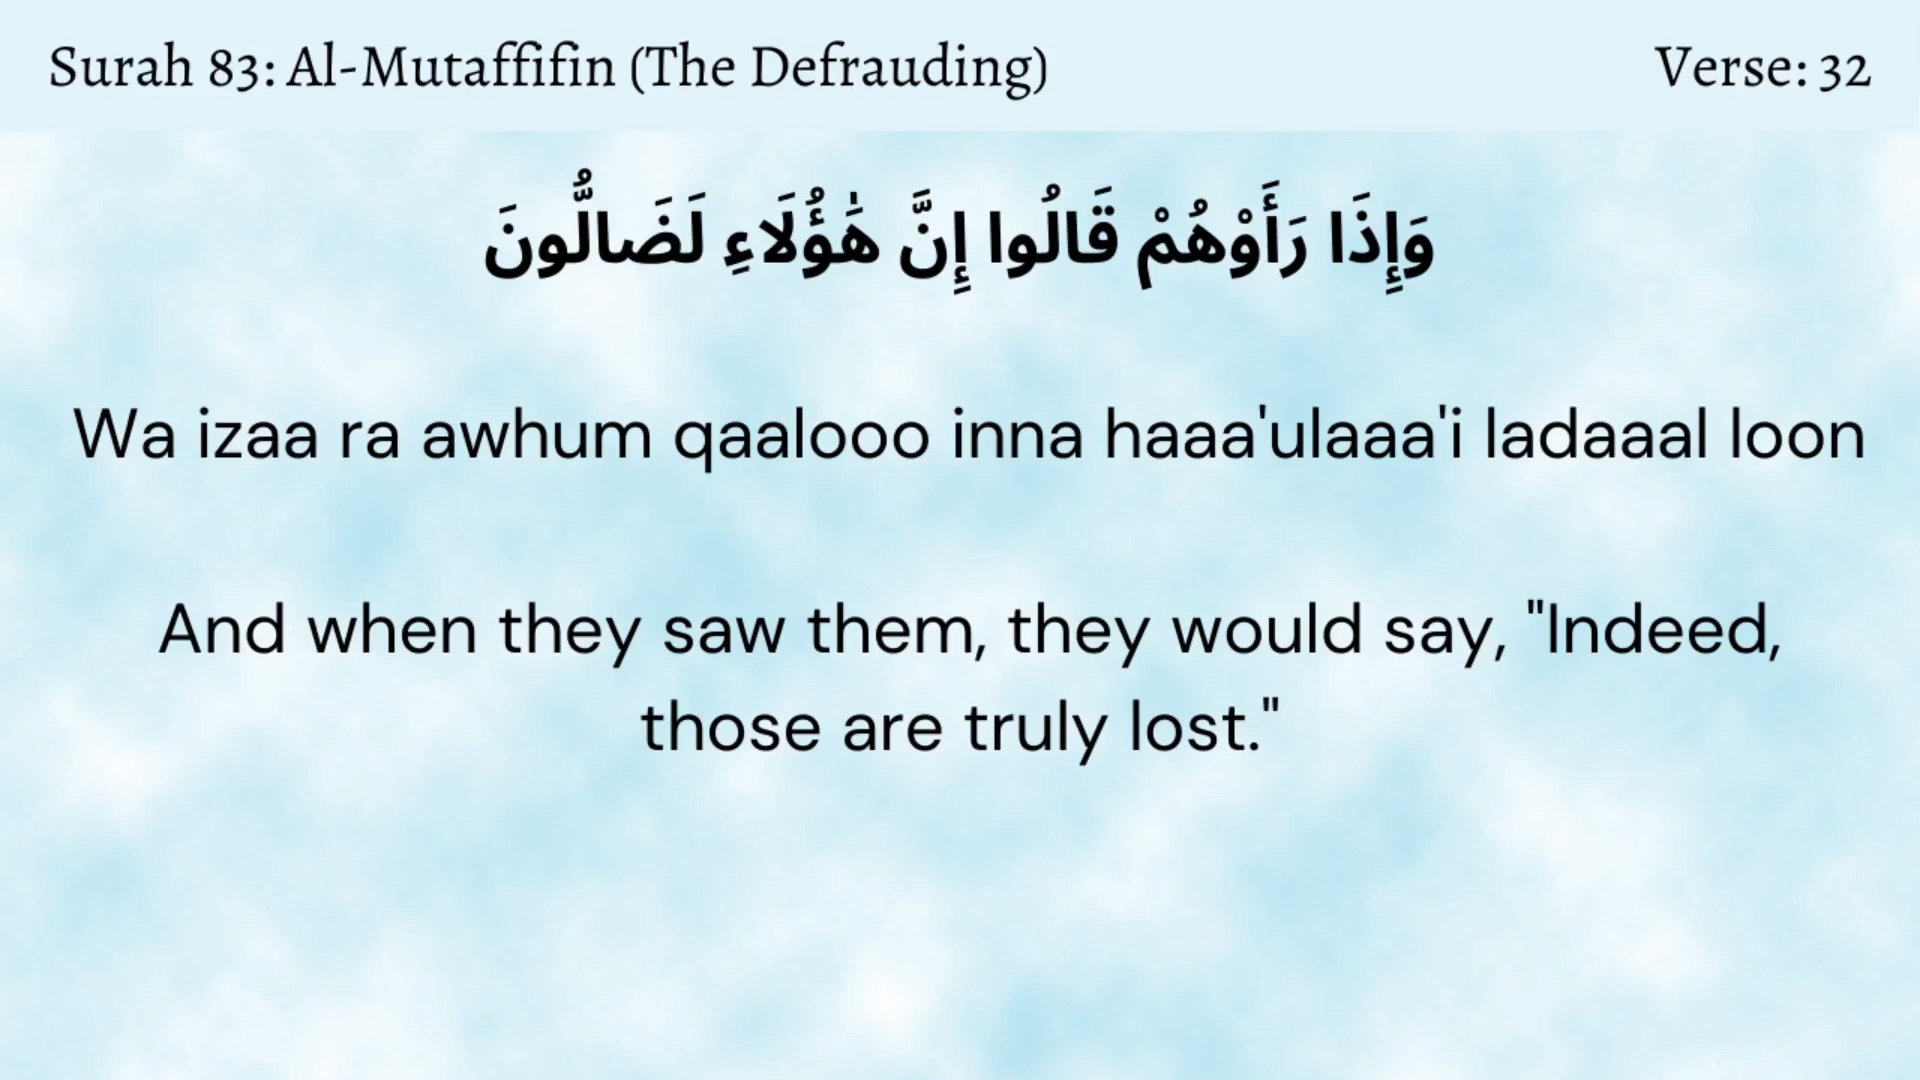 Surah 83: Al-Mutaffifin (The Defrauding)
Verse: 32
وَإِذَا رَأَوْهُمْ قَالُوا إِنَّ هَٰؤُلَاءِ لَضَالُّونَ
Wa izaa ra awhum qaalooo inna haaa'ulaaa'i ladaaal loon
And when they saw them, they would say, "Indeed,
those are truly lost."